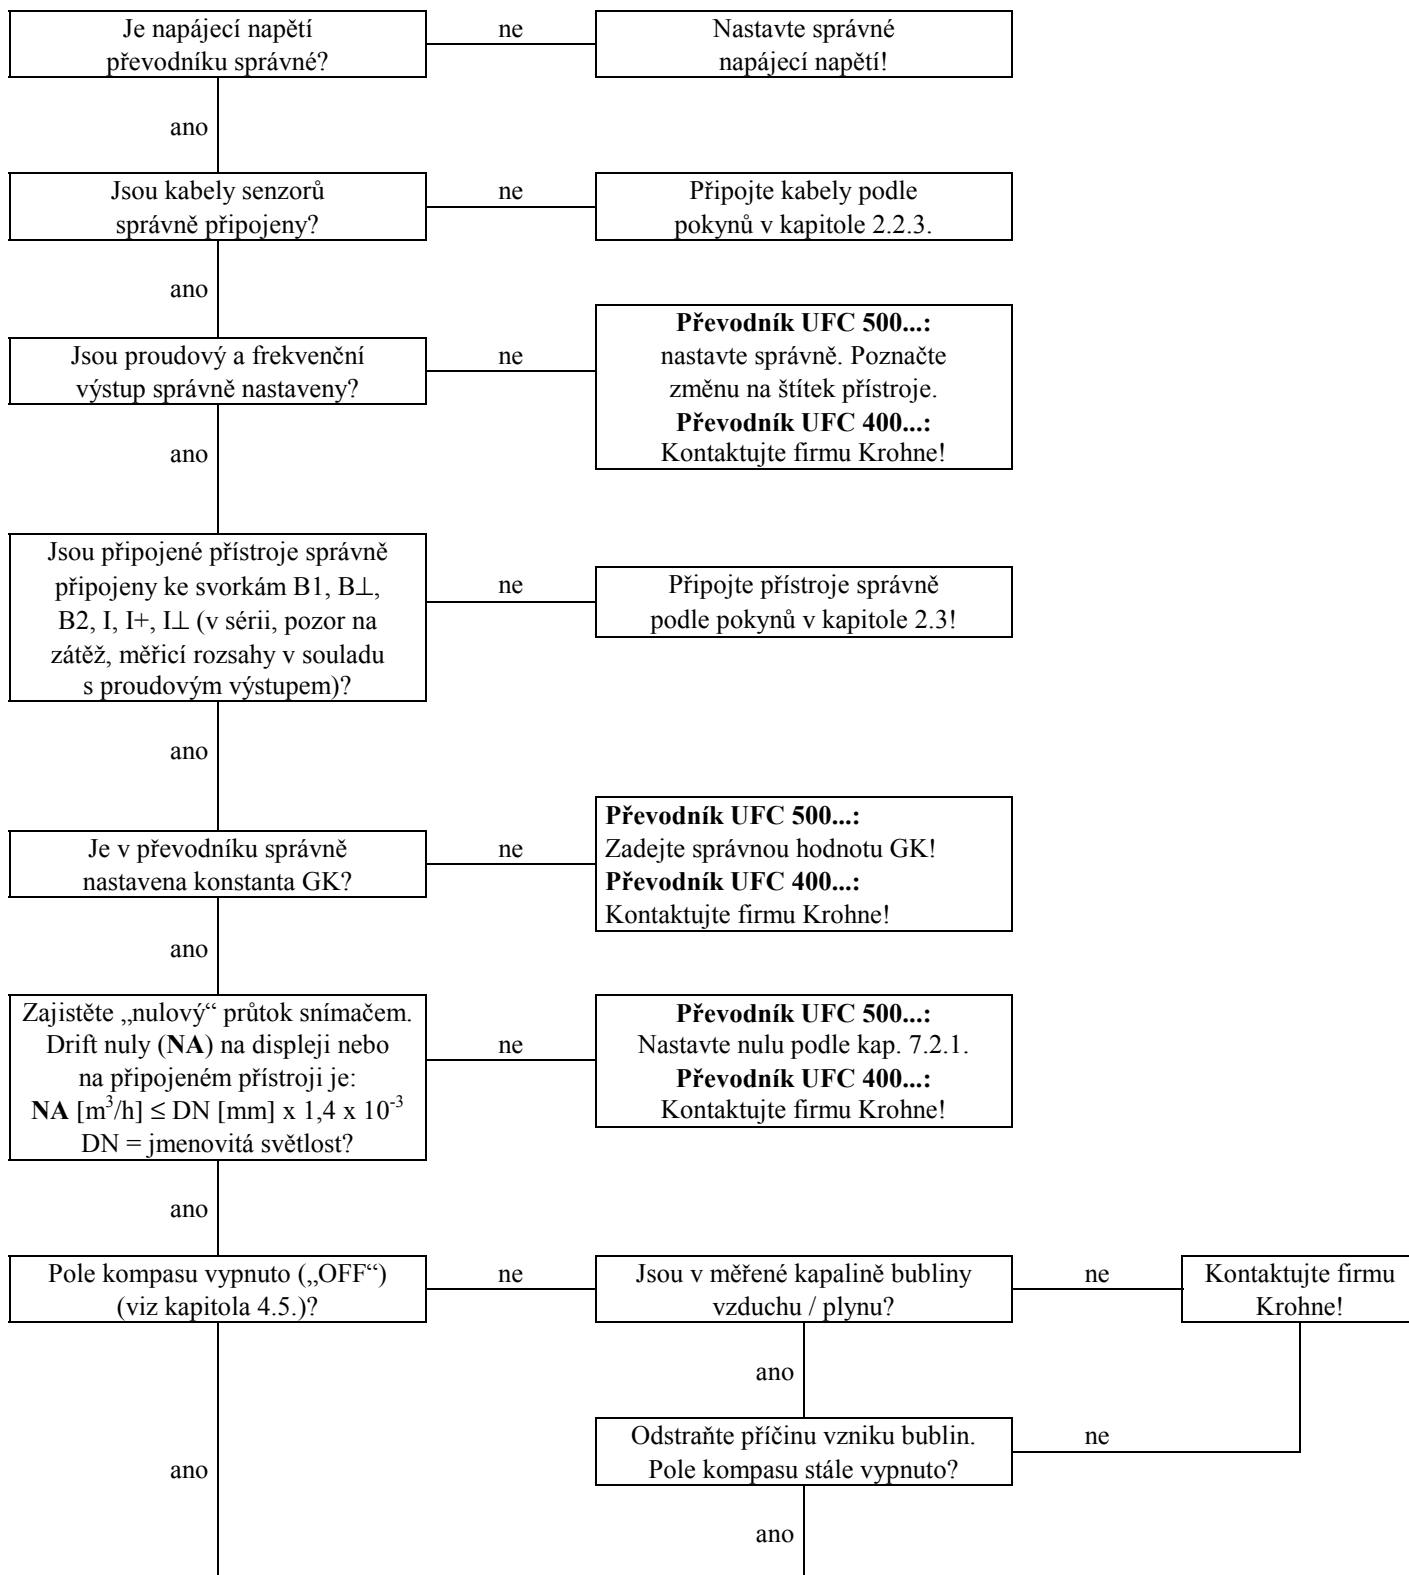 Je napájecí napětí
převodníku správné?
ne
Nastavte správné
napájecí napětí!
ano
Jsou kabely senzorů
správně připojeny?
ne
Připojte kabely podle
pokynů v kapitole 2.2.3.
ano
Jsou proudový a frekvenční
výstup správně nastaveny?
ne
Převodník UFC 500...:
nastavte správně. Poznačte
změnu na štítek přístroje.
Převodník UFC 400...:
Kontaktujte firmu Krohne!
ano
Jsou připojené přístroje správně
připojeny ke svorkám B1, B⊥,
B2, I, I+, I⊥ (v sérii, pozor na
zátěž, měřicí rozsahy v souladu
s proudovým výstupem)?
ne
Připojte přístroje správně
podle pokynů v kapitole 2.3!
ano
Je v převodníku správně
nastavena konstanta GK?
ne
Převodník UFC 500...:
Zadejte správnou hodnotu GK!
Převodník UFC 400...:
Kontaktujte firmu Krohne!
ano
Zajistěte „nulový“ průtok snímačem.
Drift nuly (NA) na displeji nebo
na připojeném přístroji je:
NA [m³/h] ≤ DN [mm] x 1,4 x 10⁻³
DN = jmenovitá světlost?
ne
Převodník UFC 500...:
Nastavte nulu podle kap. 7.2.1.
Převodník UFC 400...:
Kontaktujte firmu Krohne!
ano
Pole kompasu vypnuto („OFF“)
(viz kapitola 4.5.)?
ne
Jsou v měřené kapalině bubliny
vzduchu / plynu?
ne
Kontaktujte firmu
Krohne!
ano
Odstraňte příčinu vzniku bublin.
Pole kompasu stále vypnuto?
ne
ano
ano